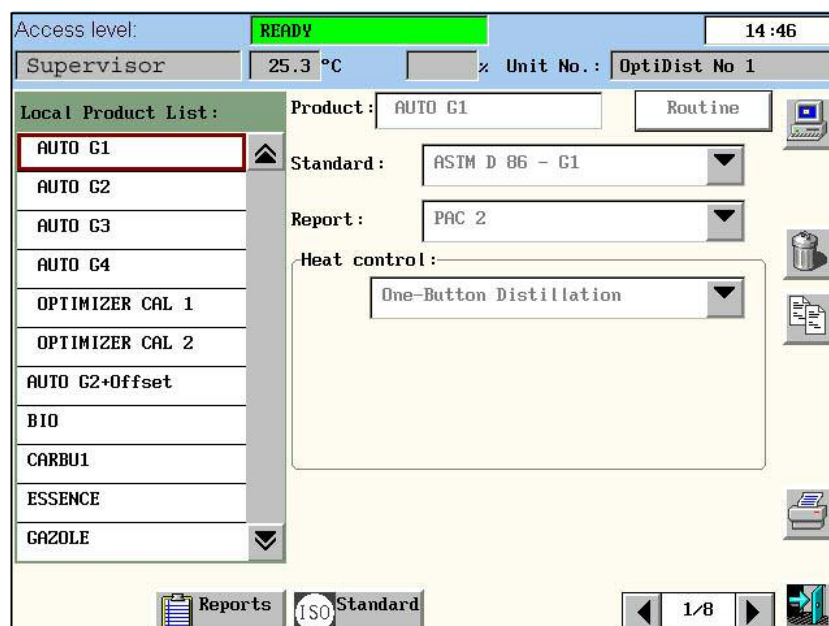 Access level: READY 14:46
Supervisor 25.3 °C % Unit No.: OptiDist No 1
Local Product List:
AUTO G1
AUTO G2
AUTO G3
AUTO G4
OPTIMIZER CAL 1
OPTIMIZER CAL 2
AUTO G2+Offset
BIO
CARBU1
ESSENCE
GAZOLE
Product: AUTO G1 Routine
Standard: ASTM D 86 - G1
Report: PAC 2
Heat control:
One-Button Distillation
Reports ISO Standard 1/8